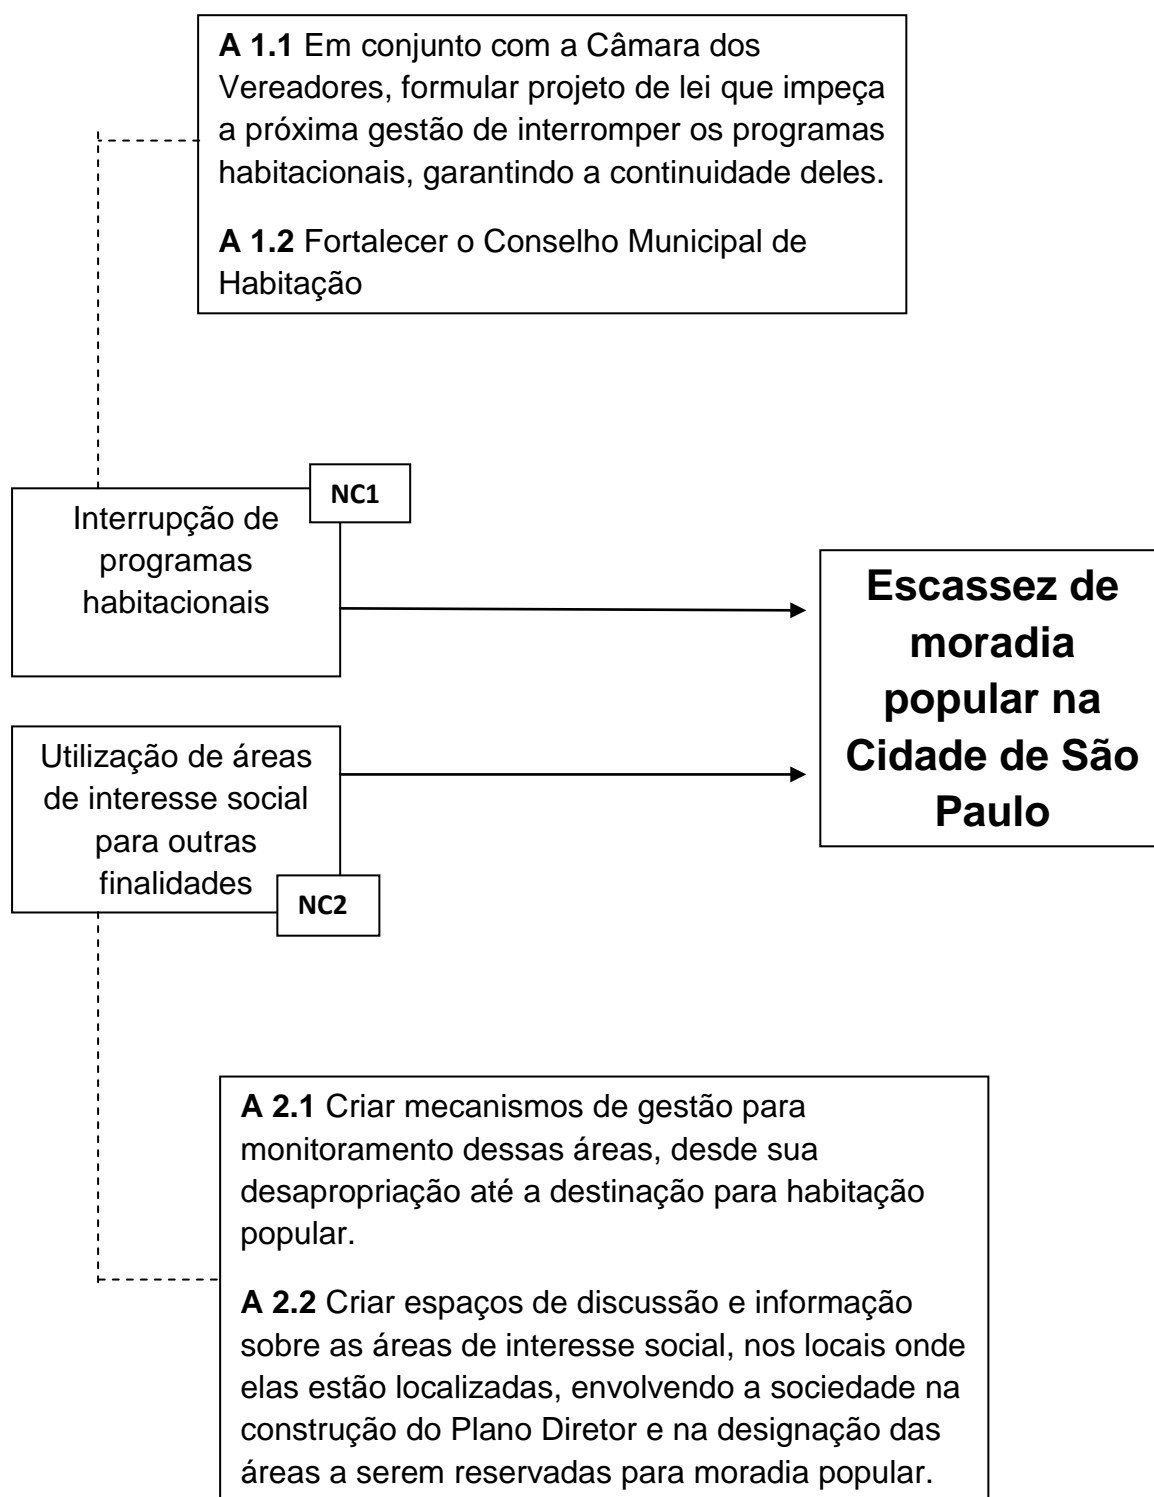 A 1.1 Em conjunto com a Câmara dos
Vereadores, formular projeto de lei que impeça
a próxima gestão de interromper os programas
habitacionais, garantindo a continuidade deles.
A 1.2 Fortalecer o Conselho Municipal de
Habitação
NC1
Interrupção de
programas
habitacionais
Escassez de
moradia
popular na
Cidade de São
Paulo
Utilização de áreas
de interesse social
para outras
finalidades
NC2
A 2.1 Criar mecanismos de gestão para
monitoramento dessas áreas, desde sua
desapropriação até a destinação para habitação
popular.
A 2.2 Criar espaços de discussão e informação
sobre as áreas de interesse social, nos locais onde
elas estão localizadas, envolvendo a sociedade na
construção do Plano Diretor e na designação das
áreas a serem reservadas para moradia popular.